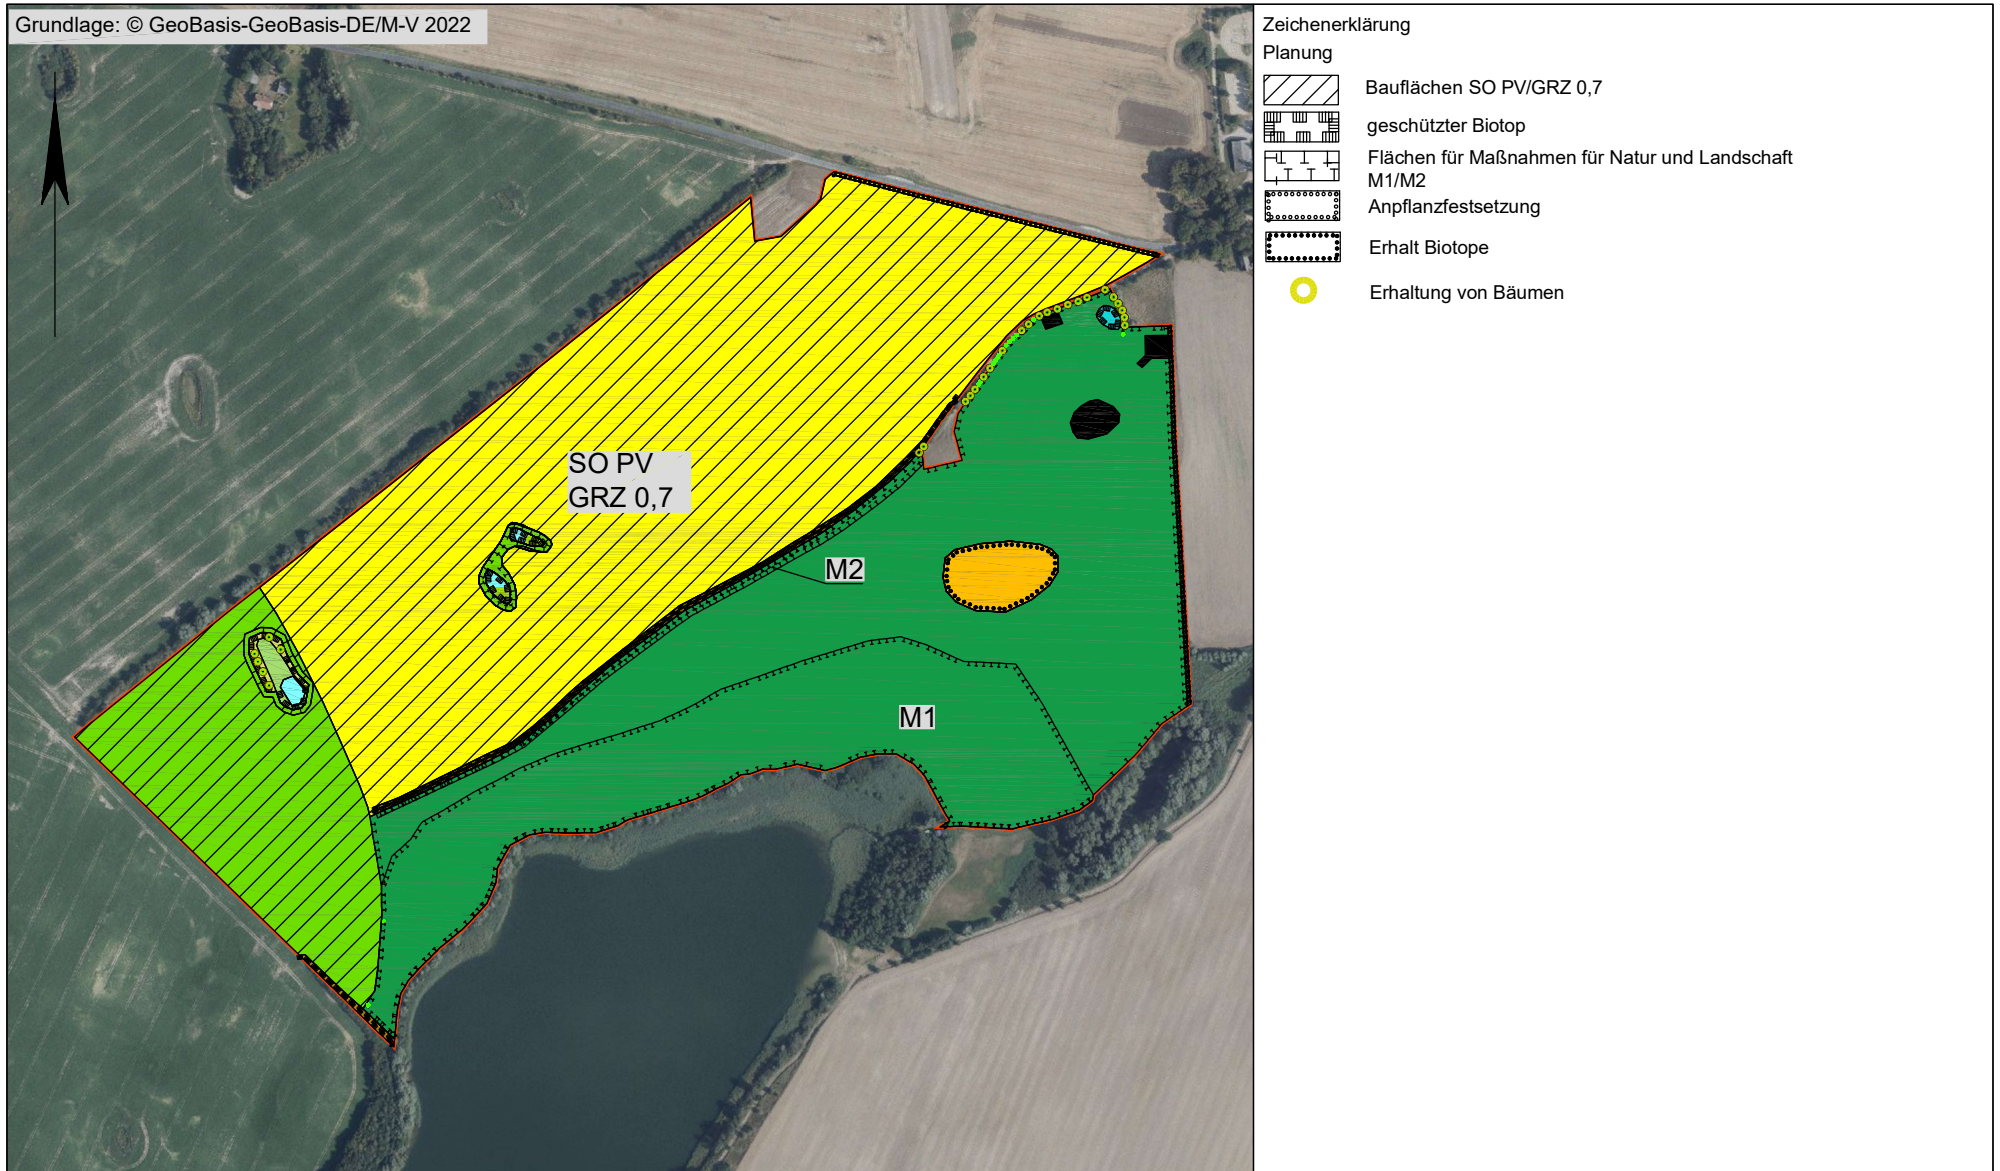 Grundlage: © GeoBasis-GeoBasis-DE/M-V 2022
SO PV
GRZ 0,7
M2
M1
Zeichenerklärung
Planung
Bauflächen SO PV/GRZ 0,7
geschützter Biotop
Flächen für Maßnahmen für Natur und Landschaft
M1/M2
Anpflanzfestsetzung
Erhalt Biotope
Erhaltung von Bäumen